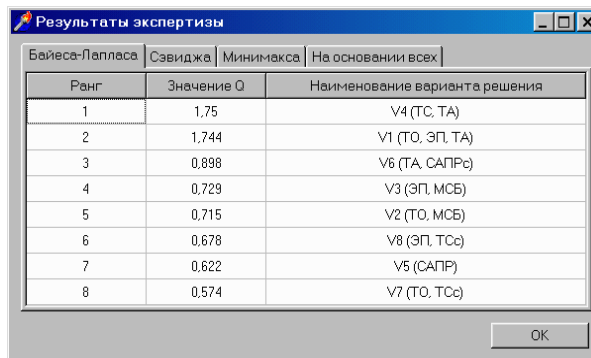 Результаты экспертизы
Байеса-Лапласа Сэвиджа Минимакса На основании всех
Ранг Значение Q Наименование варианта решения
1 1,75 V4 (ТС, ТА)
2 1,744 V1 (ТО, ЭП, ТА)
3 0,898 V6 (ТА, САПРс)
4 0,729 V3 (ЭП, МСБ)
5 0,715 V2 (ТО, МСБ)
6 0,678 V8 (ЭП, ТСс)
7 0,622 V5 (САПР)
8 0,574 V7 (ТО, ТСс)
OK